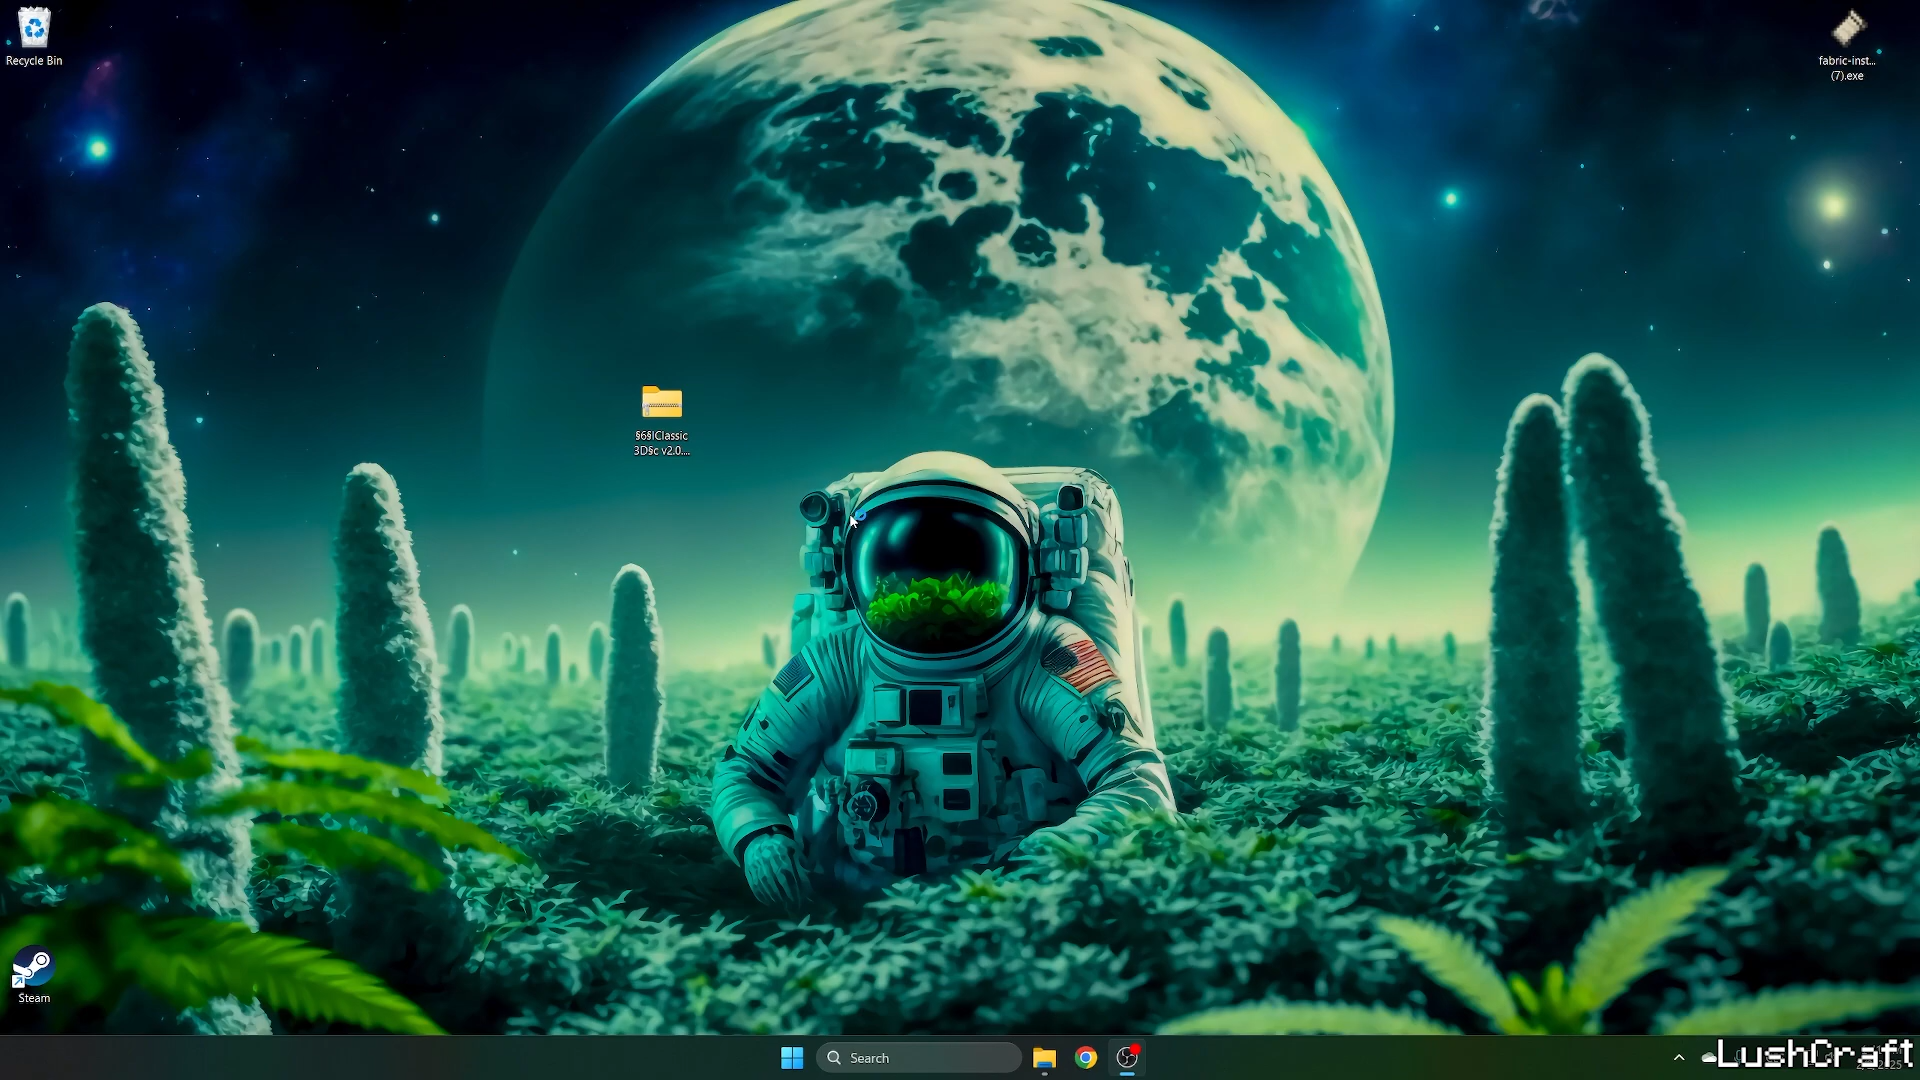 Recycle Bin
fabric-inst...
(7).exe
§6§lClassic
3D§c v2.0....
Steam
Search
LushCraft